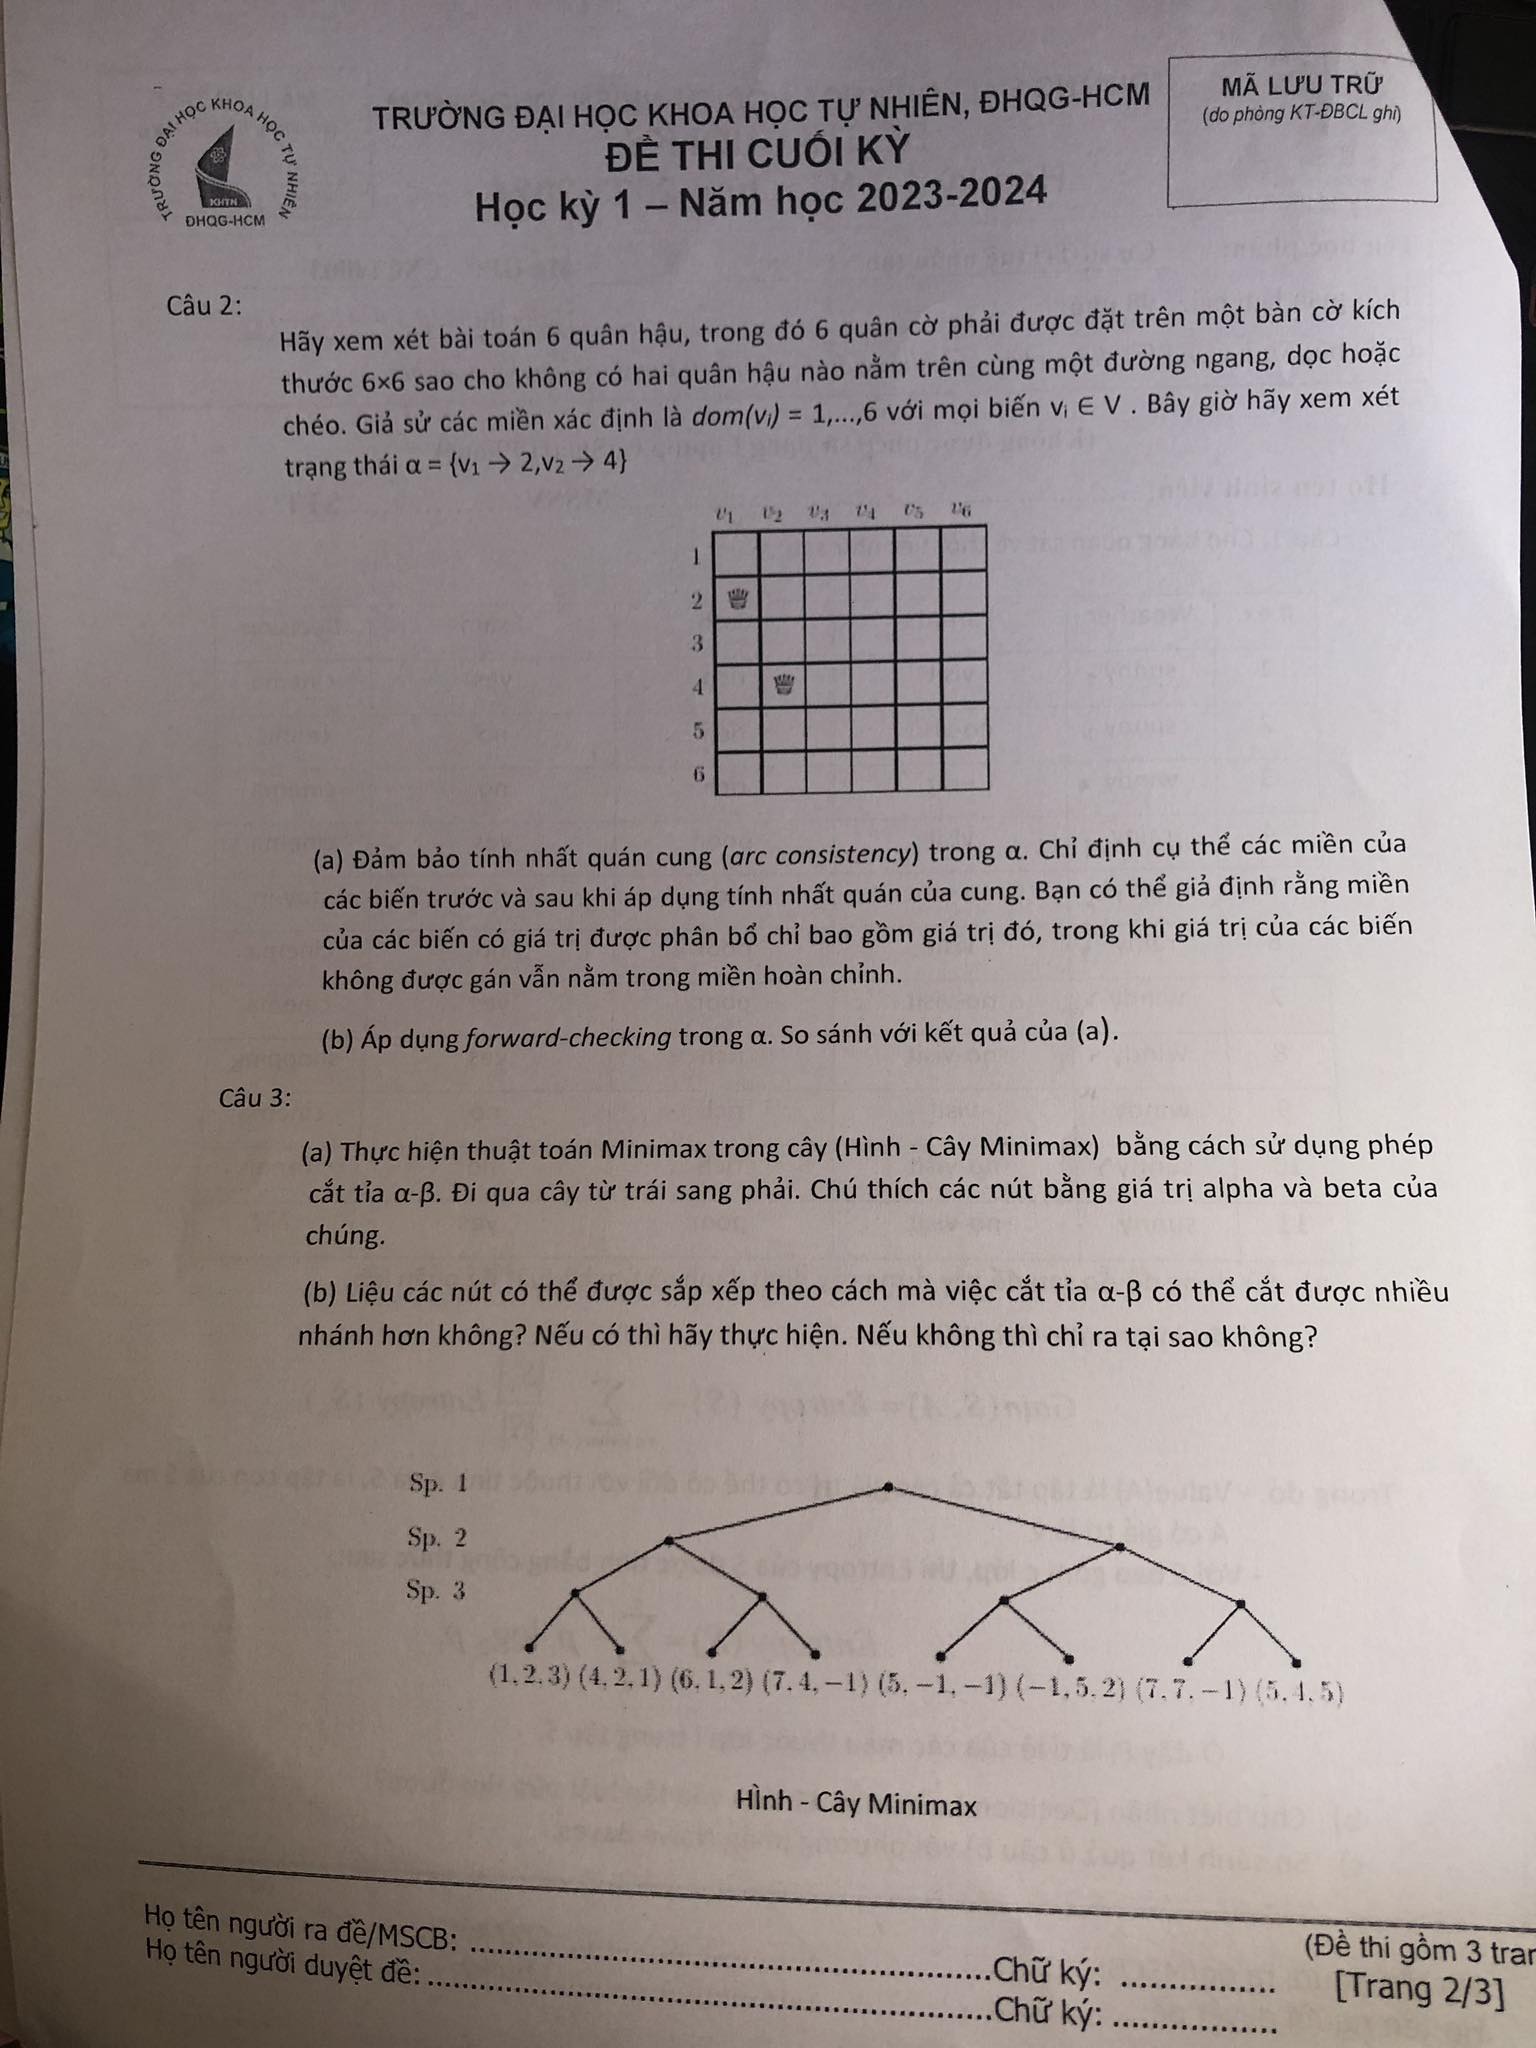 TRƯỜNG ĐẠI HỌC KHOA HỌC TỰ NHIÊN
KHTN
ĐHQG-HCM
TRƯỜNG ĐẠI HỌC KHOA HỌC TỰ NHIÊN, ĐHQG-HCM
ĐỀ THI CUỐI KỲ
Học kỳ 1 – Năm học 2023-2024
MÃ LƯU TRỮ
(do phòng KT-ĐBCL ghi)
Câu 2:
Hãy xem xét bài toán 6 quân hậu, trong đó 6 quân cờ phải được đặt trên một bàn cờ kích
thước 6×6 sao cho không có hai quân hậu nào nằm trên cùng một đường ngang, dọc hoặc
chéo. Giả sử các miền xác định là dom(vᵢ) = 1,...,6 với mọi biến vᵢ ∈ V . Bây giờ hãy xem xét
trạng thái α = {v₁ → 2,v₂ → 4}
v₁ v₂ v₃ v₄ v₅ v₆
1
2
3
4
5
6
(a) Đảm bảo tính nhất quán cung (arc consistency) trong α. Chỉ định cụ thể các miền của
các biến trước và sau khi áp dụng tính nhất quán của cung. Bạn có thể giả định rằng miền
của các biến có giá trị được phân bổ chỉ bao gồm giá trị đó, trong khi giá trị của các biến
không được gán vẫn nằm trong miền hoàn chỉnh.
(b) Áp dụng forward-checking trong α. So sánh với kết quả của (a).
Câu 3:
(a) Thực hiện thuật toán Minimax trong cây (Hình - Cây Minimax) bằng cách sử dụng phép
cắt tỉa α-β. Đi qua cây từ trái sang phải. Chú thích các nút bằng giá trị alpha và beta của
chúng.
(b) Liệu các nút có thể được sắp xếp theo cách mà việc cắt tỉa α-β có thể cắt được nhiều
nhánh hơn không? Nếu có thì hãy thực hiện. Nếu không thì chỉ ra tại sao không?
Sp. 1
Sp. 2
Sp. 3
(1, 2, 3) (4, 2, 1) (6, 1, 2) (7, 4, −1) (5, −1, −1) (−1, 5, 2) (7, 7, −1) (5, 4, 5)
HÌnh - Cây Minimax
Họ tên người ra đề/MSCB: ..........................................................Chữ ký: ................
Họ tên người duyệt đề: ..............................................................Chữ ký: .................
(Đề thi gồm 3 tran
[Trang 2/3]